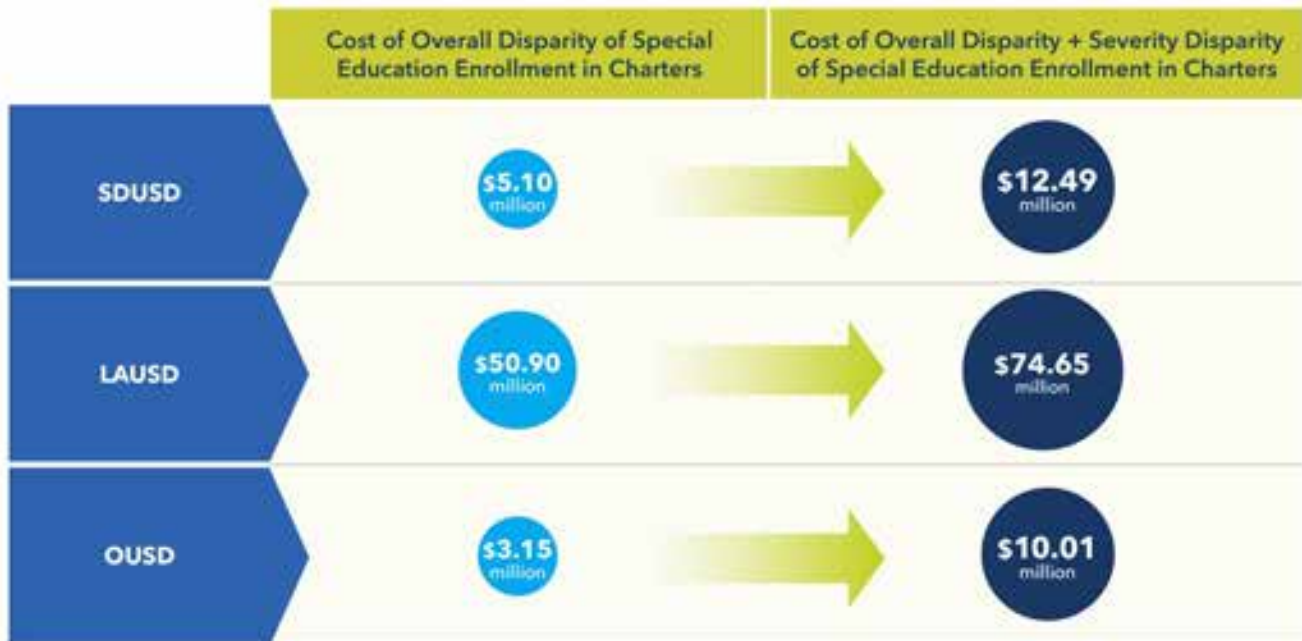 Cost of Overall Disparity of Special
Education Enrollment in Charters
Cost of Overall Disparity + Severity Disparity
of Special Education Enrollment in Charters
SDUSD
$5.10
million
$12.49
million
LAUSD
$50.90
million
$74.65
million
OUSD
$3.15
million
$10.01
million